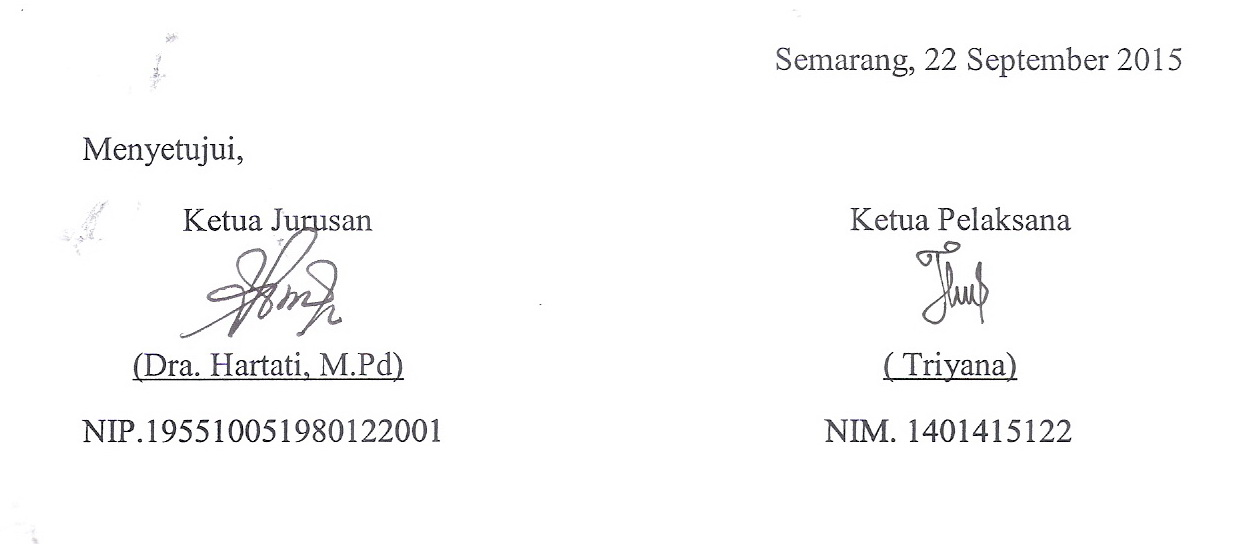 Semarang, 22 September 2015
Menyetujui,
Ketua Jurusan Ketua Pelaksana
(Dra. Hartati, M.Pd) ( Triyana)
NIP.195510051980122001 NIM. 1401415122